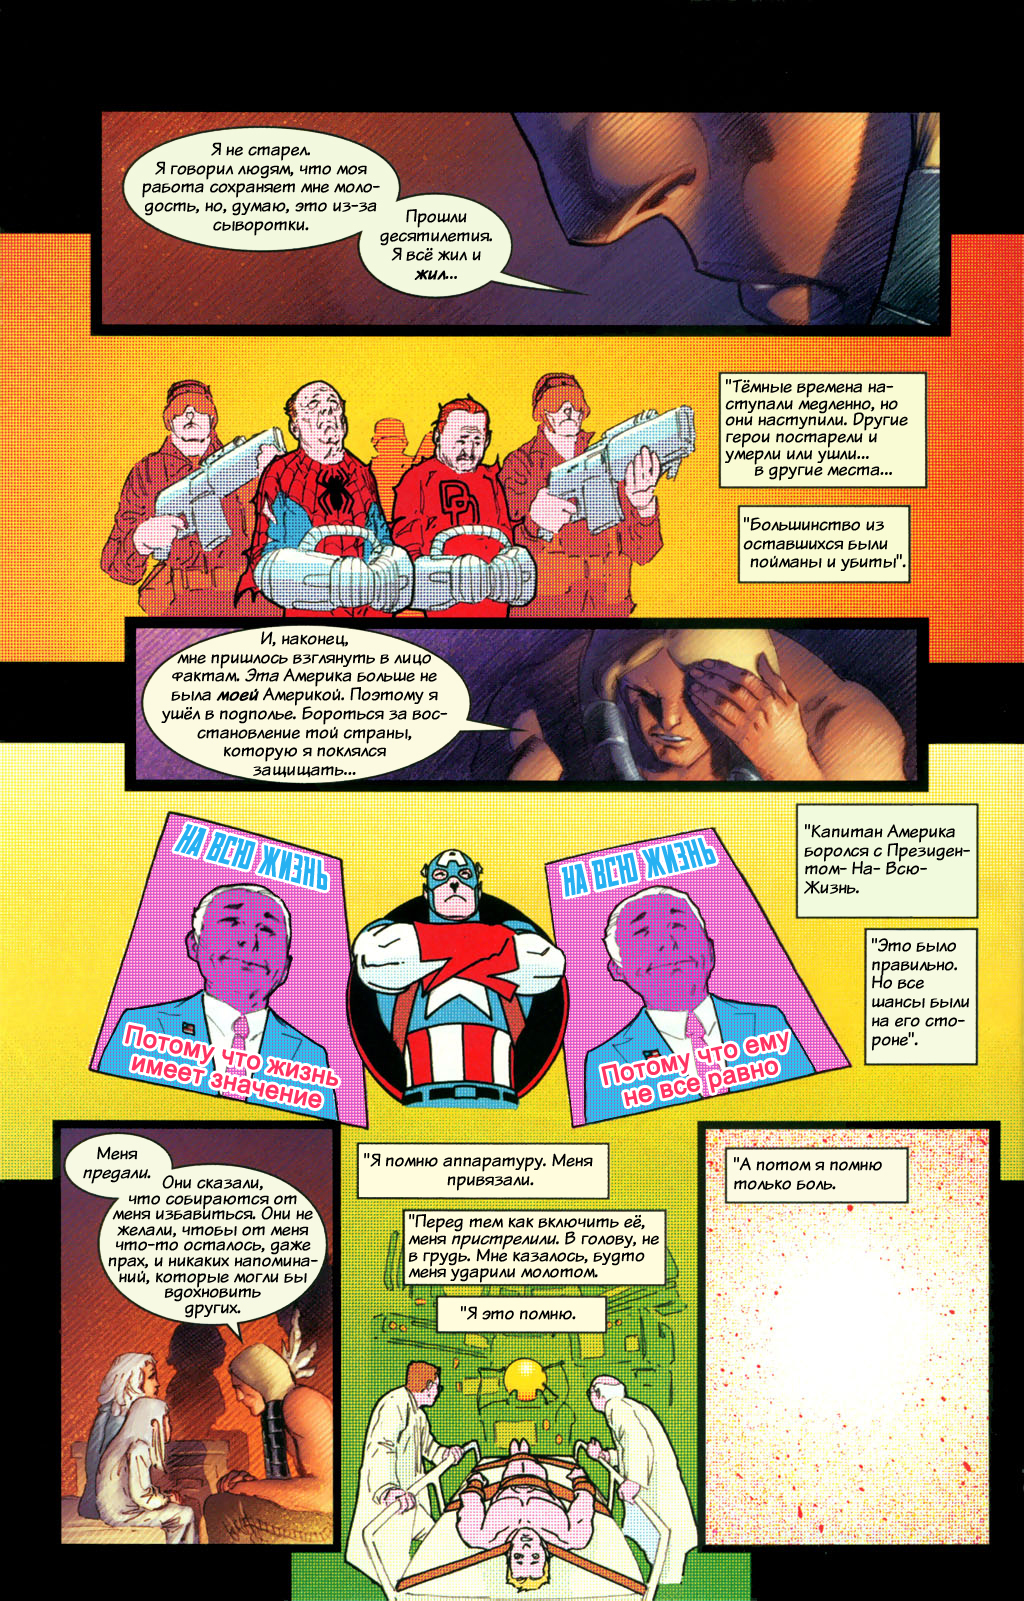 Я не старел.
Я говорил людям, что моя
работа сохраняет мне моло-
дость, но, думаю, это из-за
сыворотки.
Прошли
десятилетия.
Я всё жил и
жил...
"Тёмные времена на-
ступали медленно, но
они наступили. Другие
герои постарели и
умерли или ушли...
в другие места...
"Большинство из
оставшихся были
пойманы и убиты".
DD
И, наконец,
мне пришлось взглянуть в лицо
фактам. Эта Америка больше не
была моей Америкой. Поэтому я
ушёл в подполье. Бороться за вос-
становление той страны,
которую я поклялся
защищать...
НА ВСЮ ЖИЗНЬ
Потому что жизнь
имеет значение
A
НА ВСЮ ЖИЗНЬ
Потому что ему
не все равно
"Капитан Америка
боролся с Президен-
том- На- Всю-
Жизнь.
"Это было
правильно.
Но все
шансы были
на его сто-
роне".
Меня
предали.
Они сказали,
что собираются от
меня избавиться. Они не
желали, чтобы от меня
что-то осталось, даже
прах, и никаких напомина-
ний, которые могли бы
вдохновить
других.
"Я помню аппаратуру. Меня
привязали.
"Перед тем как включить её,
меня пристрелили. В голову, не
в грудь. Мне казалось, будто
меня ударили молотом.
"Я это помню.
"А потом я помню
только боль.